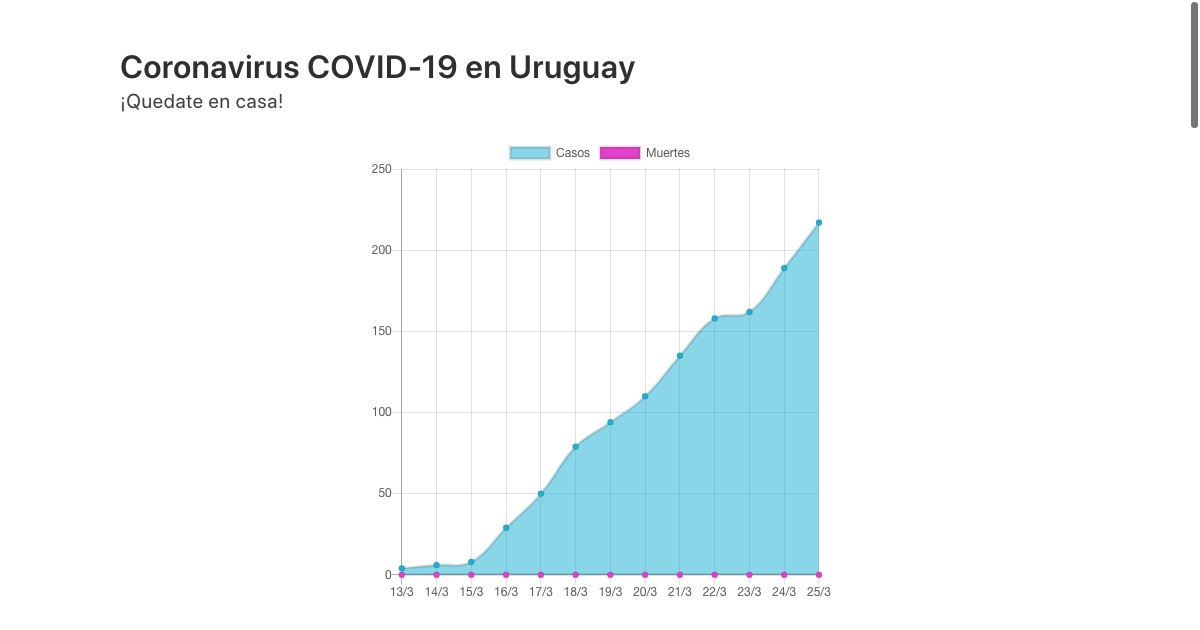 Coronavirus COVID-19 en Uruguay
¡Quedate en casa!
Casos Muertes
250
200
150
100
50
0
13/3 14/3 15/3 16/3 17/3 18/3 19/3 20/3 21/3 22/3 23/3 24/3 25/3